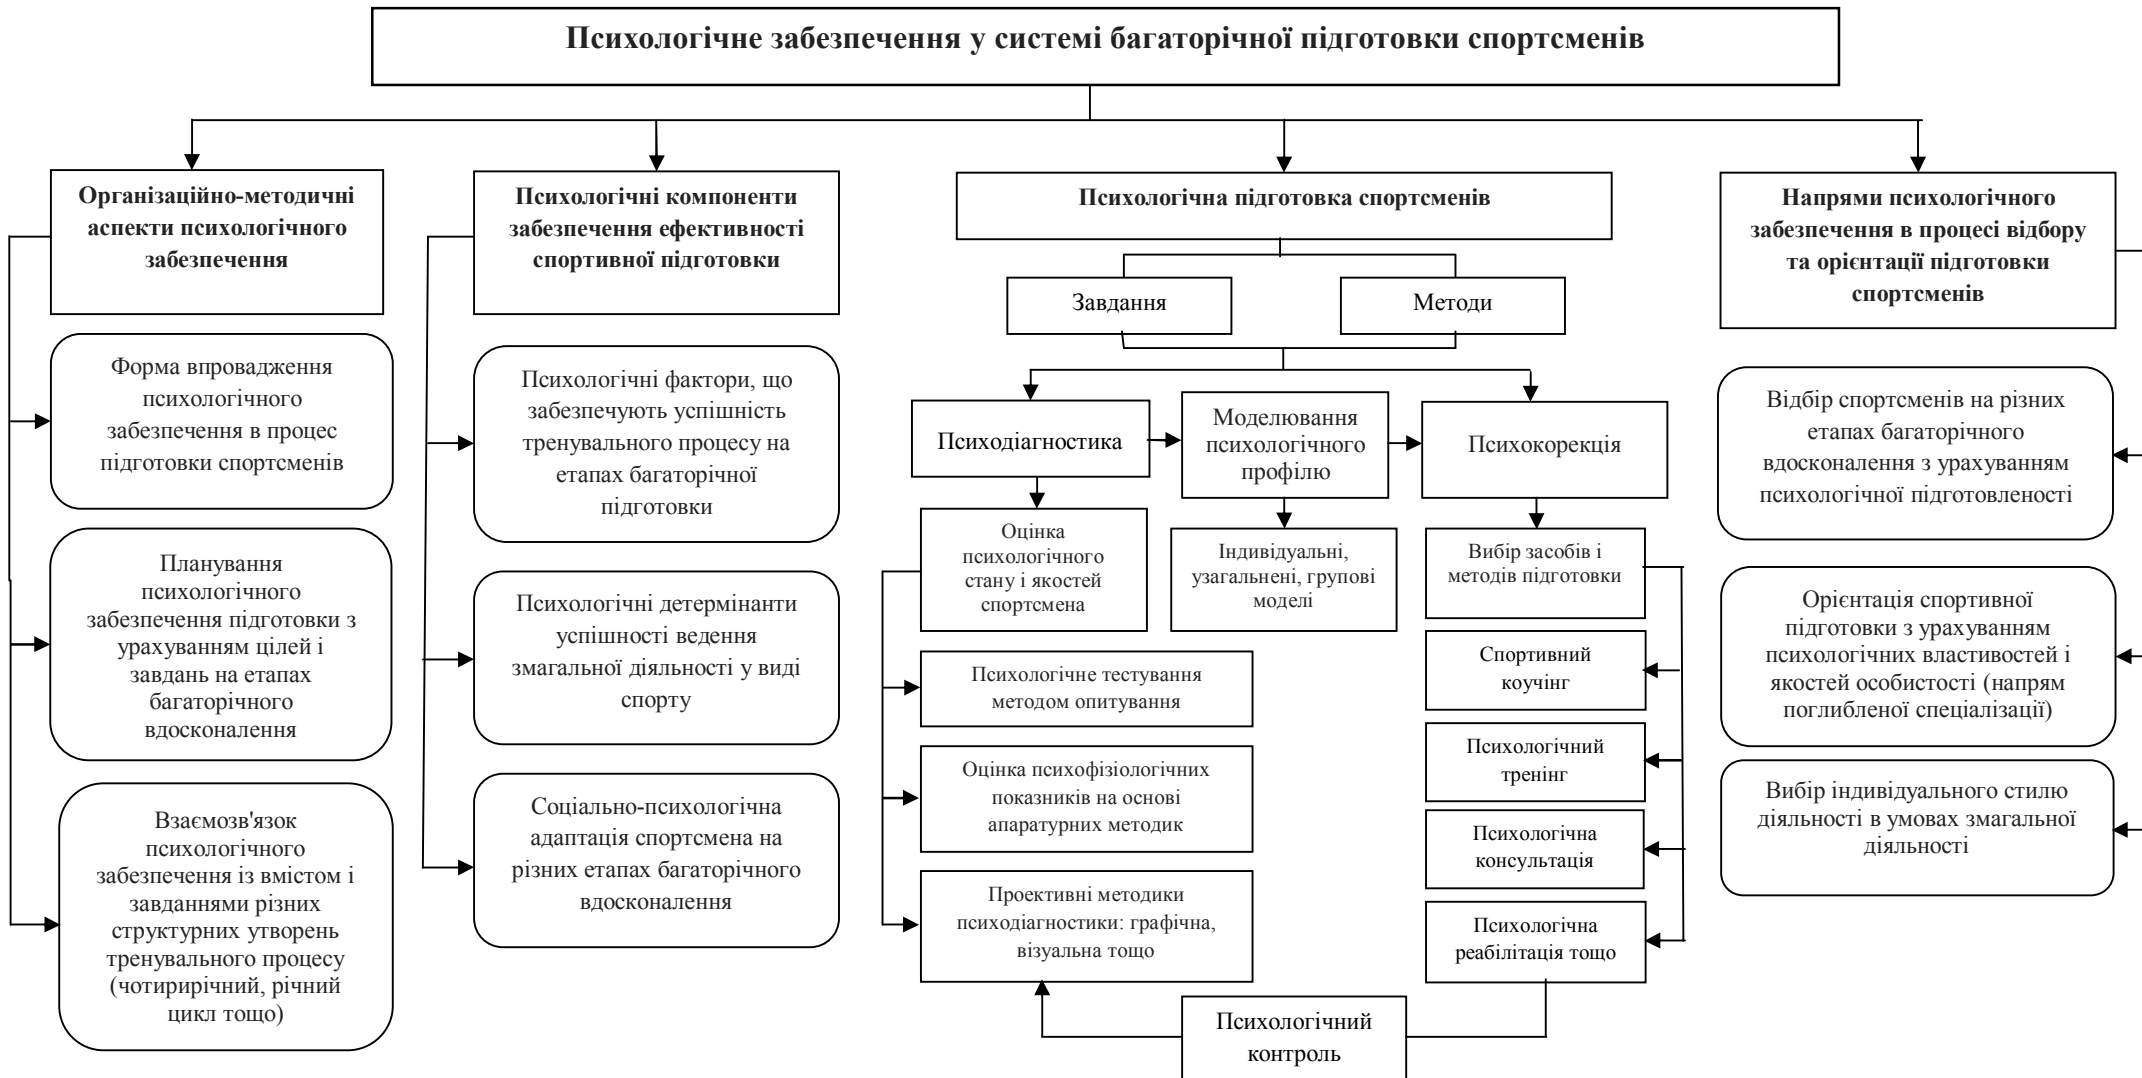 Психологічне забезпечення у системі багаторічної підготовки спортсменів
Організаційно-методичні
аспекти психологічного
забезпечення
Форма впровадження
психологічного
забезпечення в процес
підготовки спортсменів
Планування
психологічного
забезпечення підготовки з
урахуванням цілей і
завдань на етапах
багаторічного
вдосконалення
Взаємозв'язок
психологічного
забезпечення із вмістом і
завданнями різних
структурних утворень
тренувального процесу
(чотирирічний, річний
цикл тощо)
Психологічні компоненти
забезпечення ефективності
спортивної підготовки
Психологічні фактори, що
забезпечують успішність
тренувального процесу на
етапах багаторічної
підготовки
Психологічні детермінанти
успішності ведення
змагальної діяльності у виді
спорту
Соціально-психологічна
адаптація спортсмена на
різних етапах багаторічного
вдосконалення
Психологічна підготовка спортсменів
Завдання
Методи
Психодіагностика
Моделювання
психологічного
профілю
Психокорекція
Оцінка
психологічного
стану і якостей
спортсмена
Індивідуальні,
узагальнені, групові
моделі
Вибір засобів і
методів підготовки
Психологічне тестування
методом опитування
Оцінка психофізіологічних
показників на основі
апаратурних методик
Проективні методики
психодіагностики: графічна,
візуальна тощо
Спортивний
коучінг
Психологічний
тренінг
Психологічна
консультація
Психологічна
реабілітація тощо
Психологічний
контроль
Напрями психологічного
забезпечення в процесі відбору
та орієнтації підготовки
спортсменів
Відбір спортсменів на різних
етапах багаторічного
вдосконалення з урахуванням
психологічної підготовленості
Орієнтація спортивної
підготовки з урахуванням
психологічних властивостей і
якостей особистості (напрям
поглибленої спеціалізації)
Вибір індивідуального стилю
діяльності в умовах змагальної
діяльності